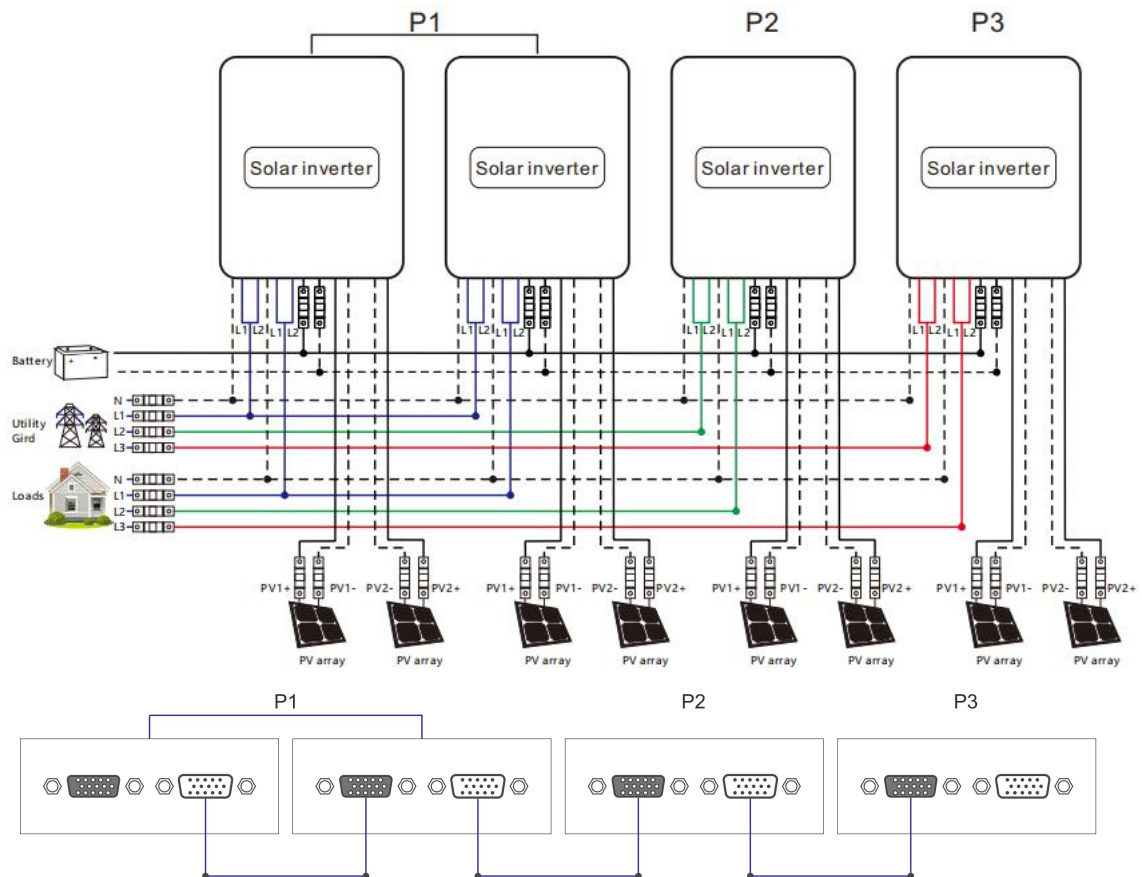 P1 P2 P3
Solar inverter Solar inverter Solar inverter Solar inverter
L1 L2 L1 L2 L1 L2 L1 L2 L1 L2 L1 L2 L1 L2 L1 L2
Battery
N
L1
Utility
Gird
L2
L3
N
Loads
L1
L2
L3
PV1+ PV1- PV2- PV2+ PV1+ PV1- PV2- PV2+ PV1+ PV1- PV2- PV2+ PV1+ PV1- PV2- PV2+
PV array PV array PV array PV array PV array PV array PV array PV array
P1 P2 P3